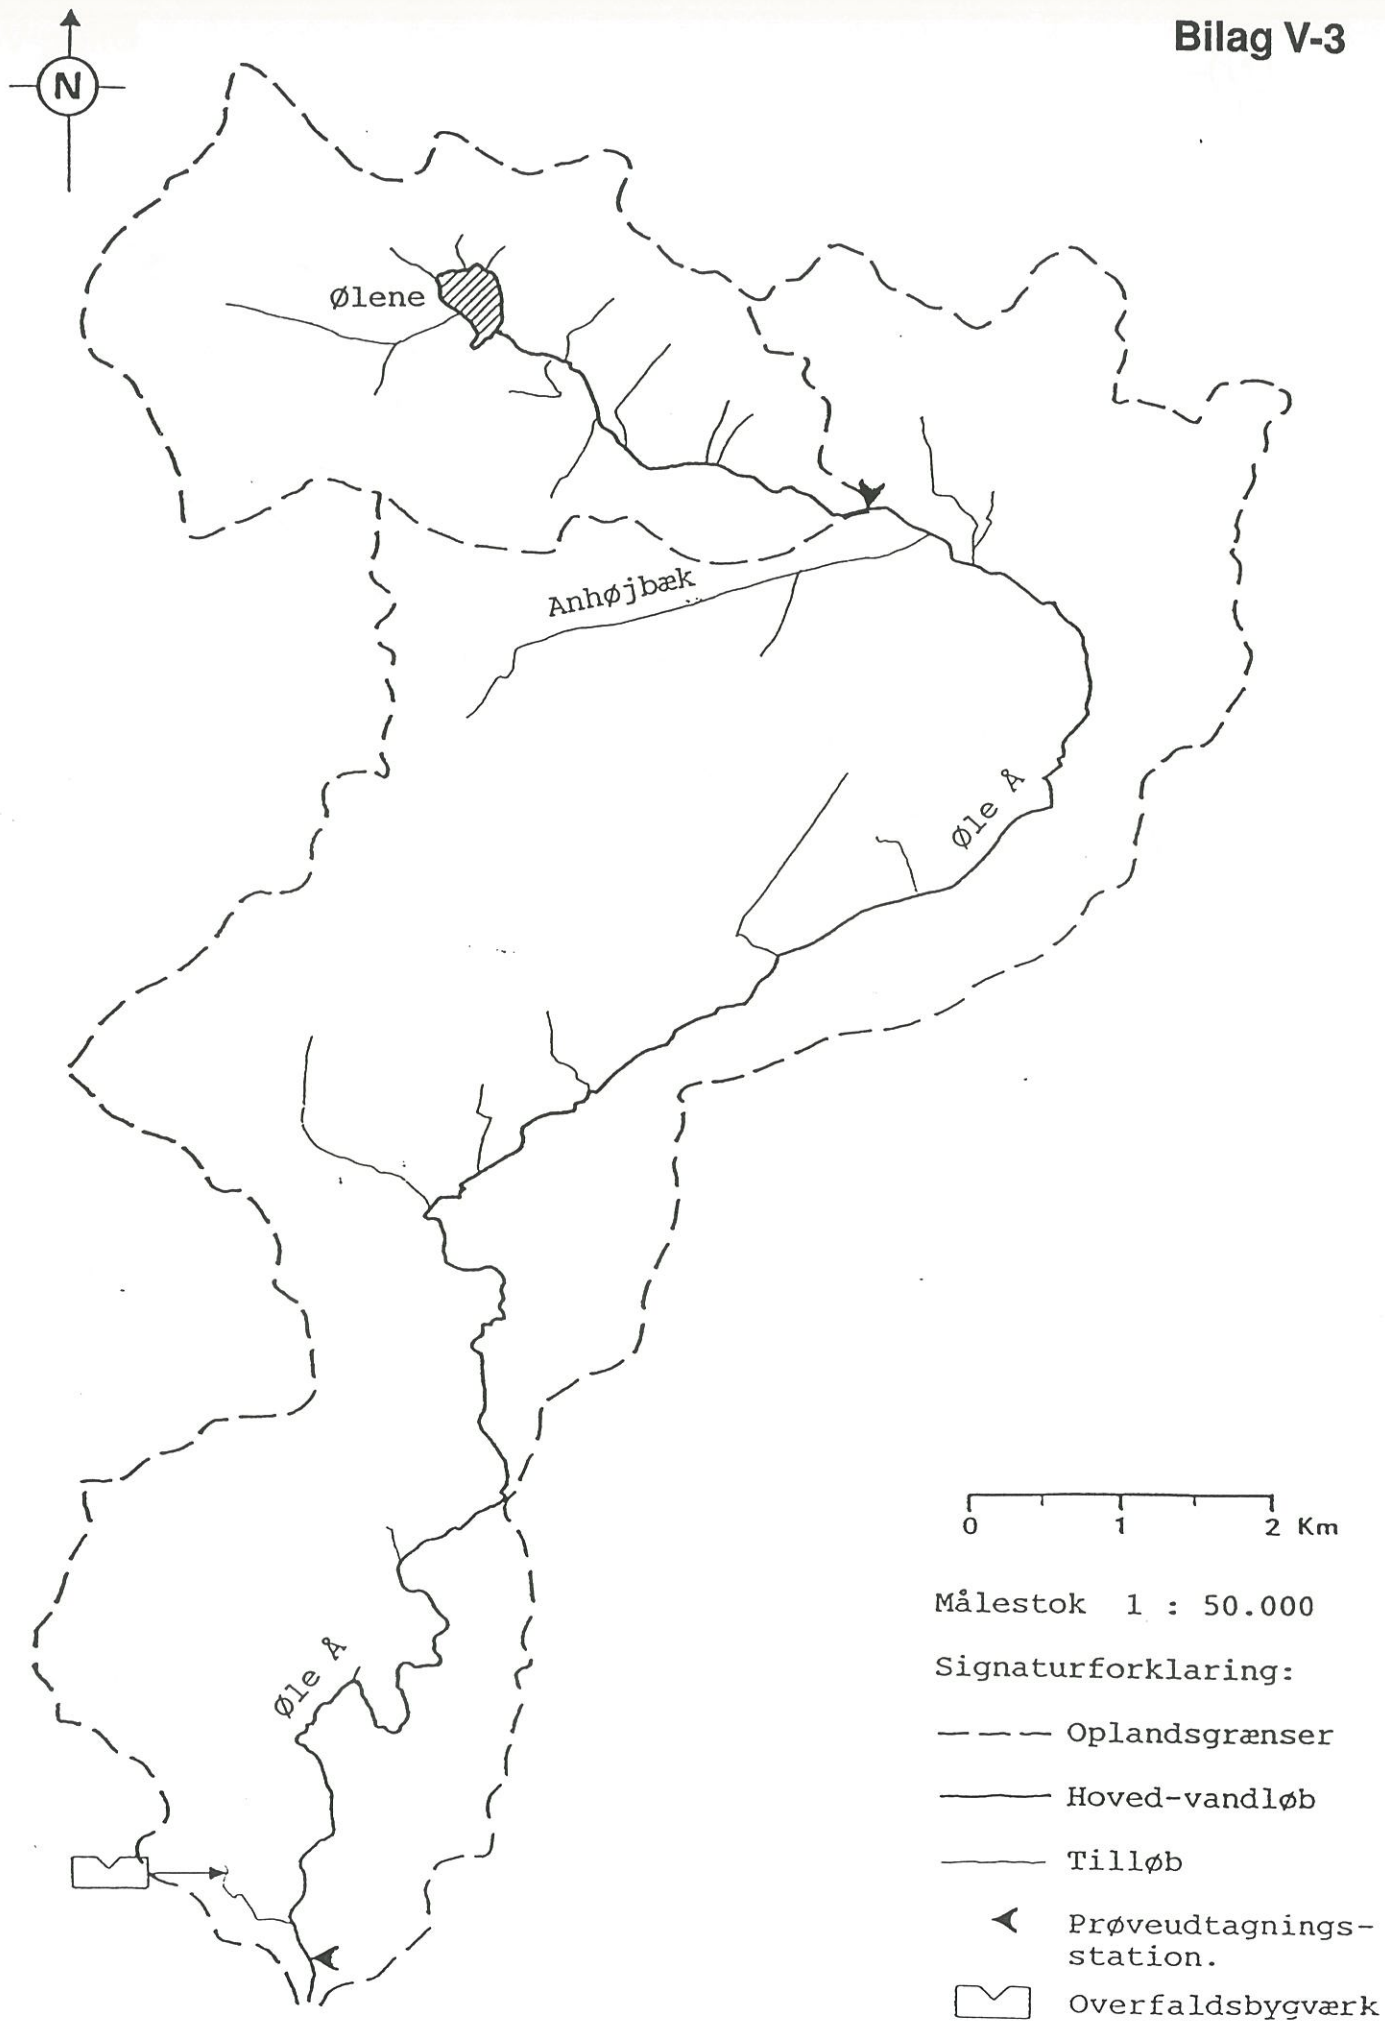 Bilag V-3
N
Ølene
Anhøjbæk
Øle Å
0 1 2 Km
Målestok 1 : 50.000
Signaturforklaring:
Øle Å
Oplandsgrænser
Hoved-vandløb
Tilløb
Prøveudtagnings-
station.
Overfaldsbygværk